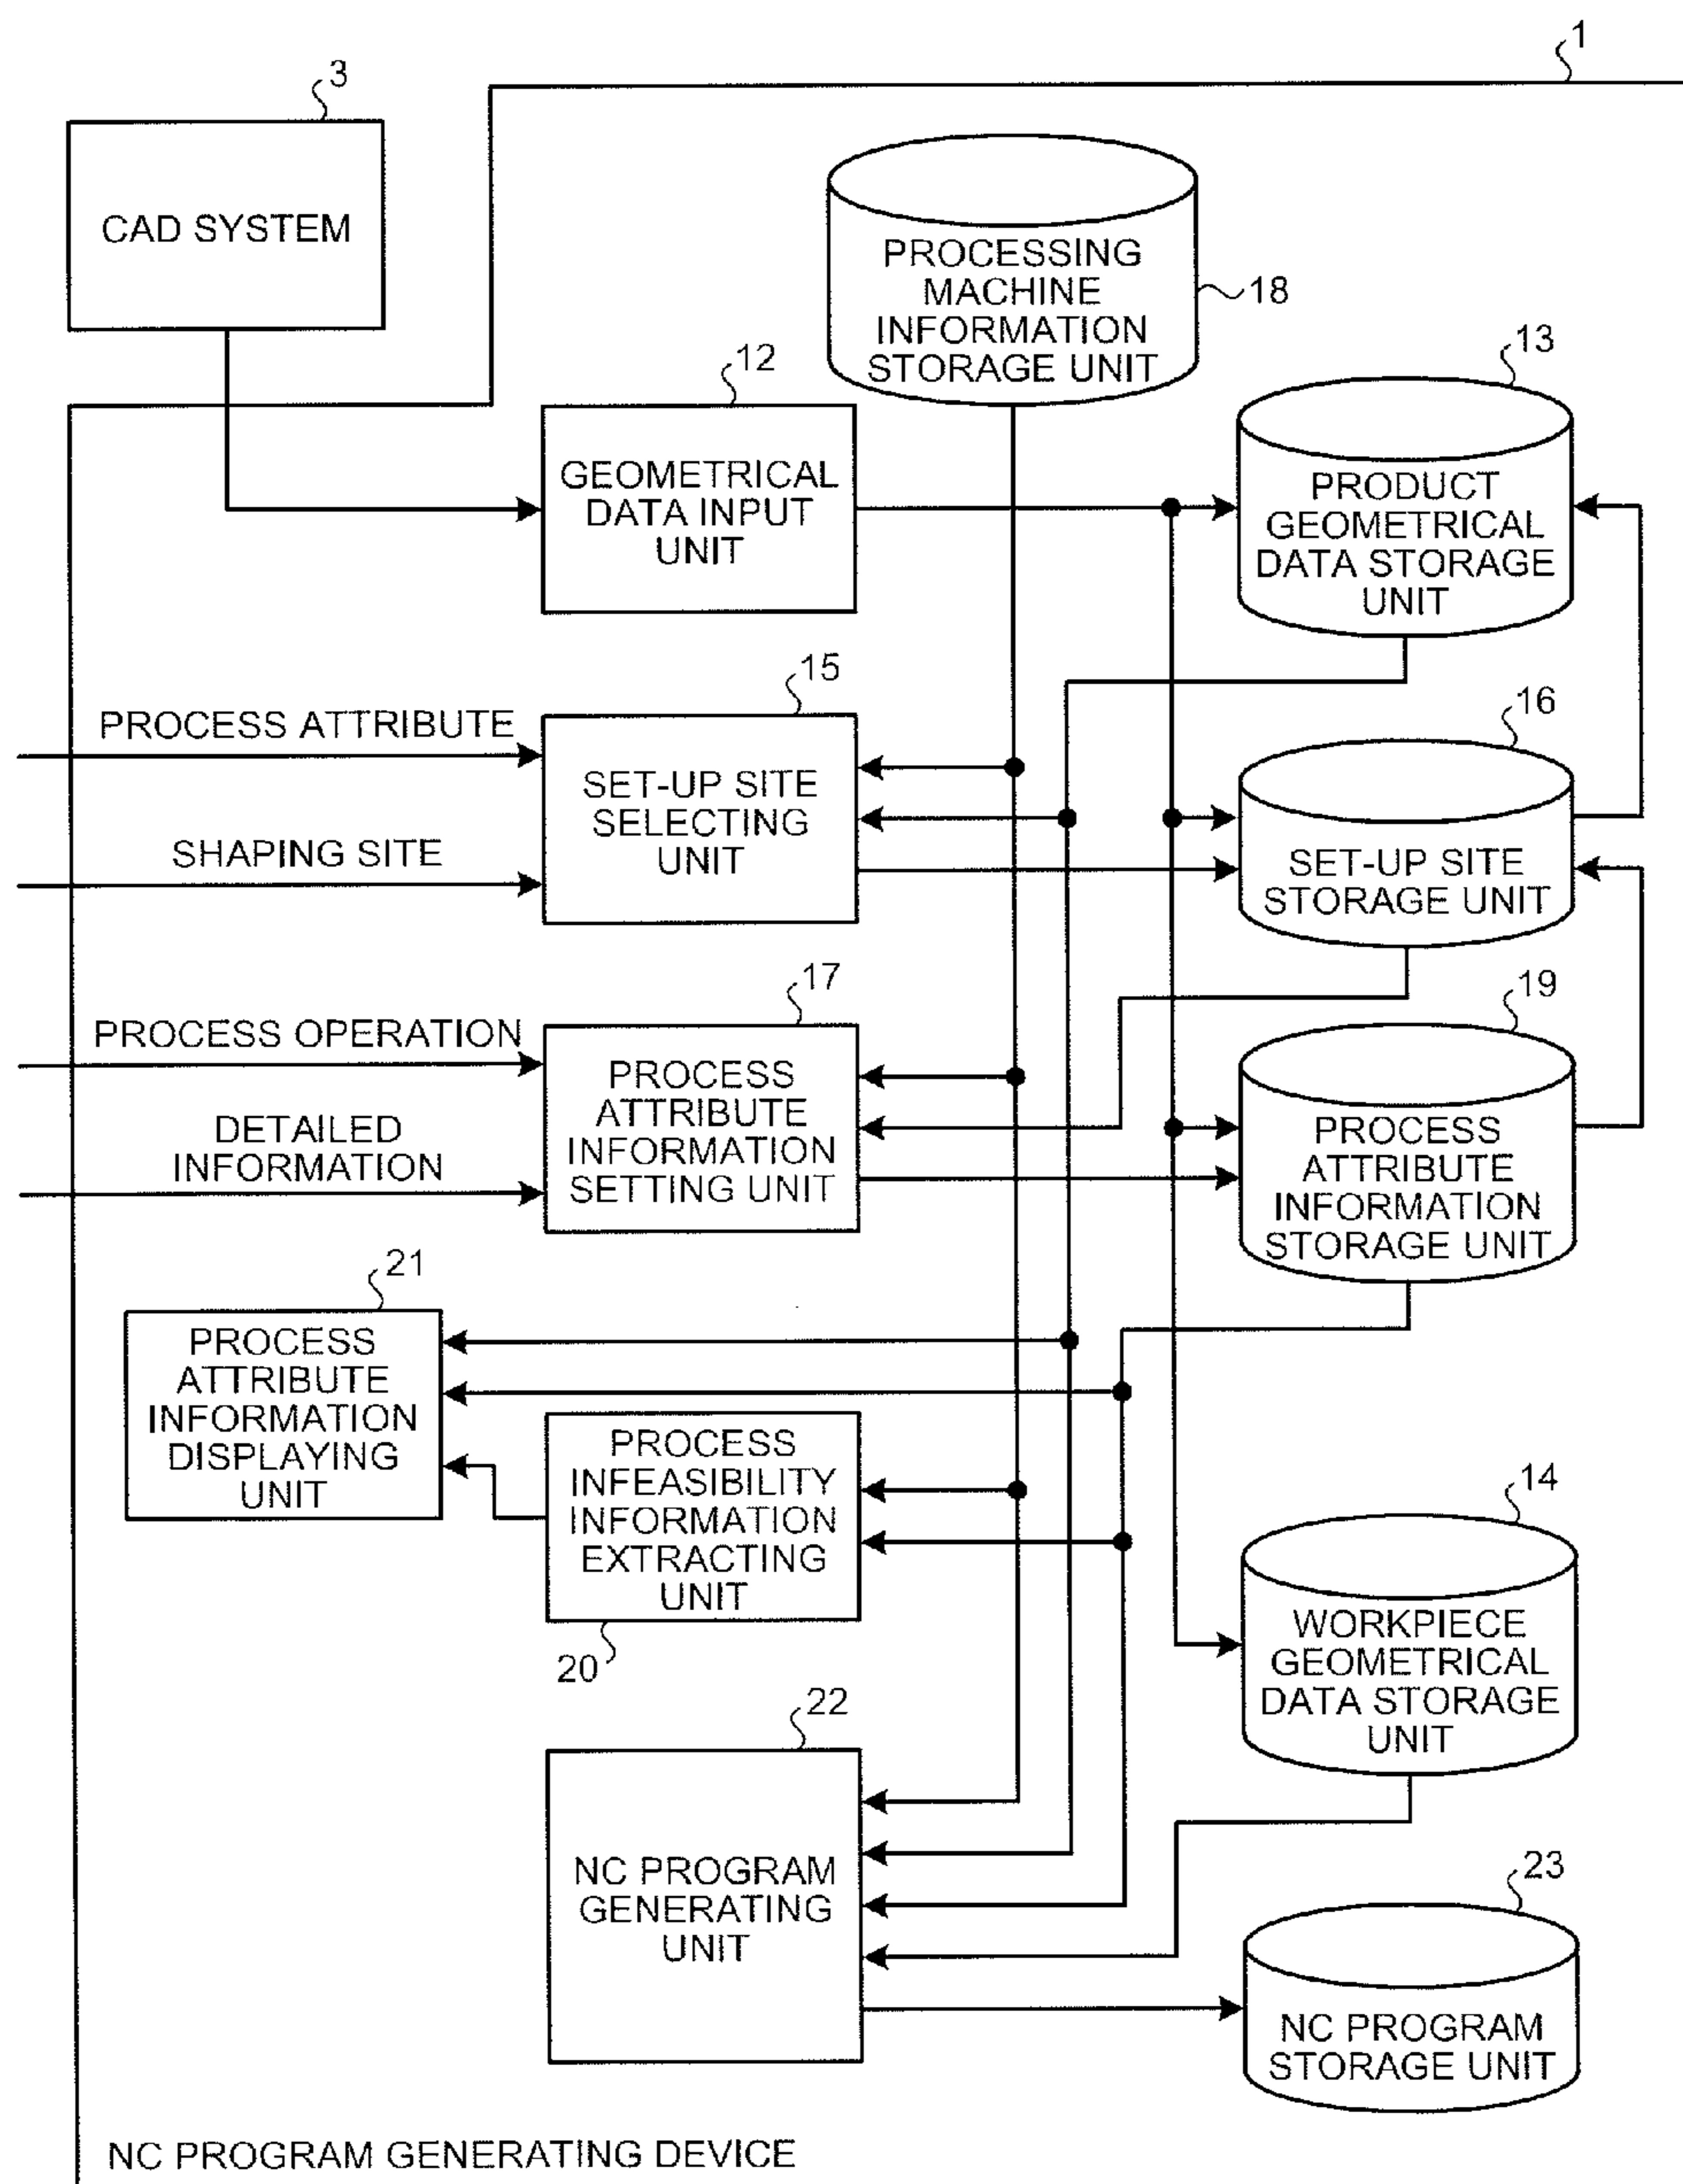 1
3
CAD SYSTEM
PROCESSING
MACHINE
INFORMATION
STORAGE UNIT
18
12
GEOMETRICAL
DATA INPUT
UNIT
13
PRODUCT
GEOMETRICAL
DATA STORAGE
UNIT
15
PROCESS ATTRIBUTE
SHAPING SITE
SET-UP SITE
SELECTING
UNIT
16
SET-UP SITE
STORAGE UNIT
17
PROCESS OPERATION
DETAILED
INFORMATION
PROCESS
ATTRIBUTE
INFORMATION
SETTING UNIT
19
PROCESS
ATTRIBUTE
INFORMATION
STORAGE UNIT
21
PROCESS
ATTRIBUTE
INFORMATION
DISPLAYING
UNIT
PROCESS
INFEASIBILITY
INFORMATION
EXTRACTING
UNIT
20
14
WORKPIECE
GEOMETRICAL
DATA STORAGE
UNIT
22
NC PROGRAM
GENERATING
UNIT
23
NC PROGRAM
STORAGE UNIT
NC PROGRAM GENERATING DEVICE